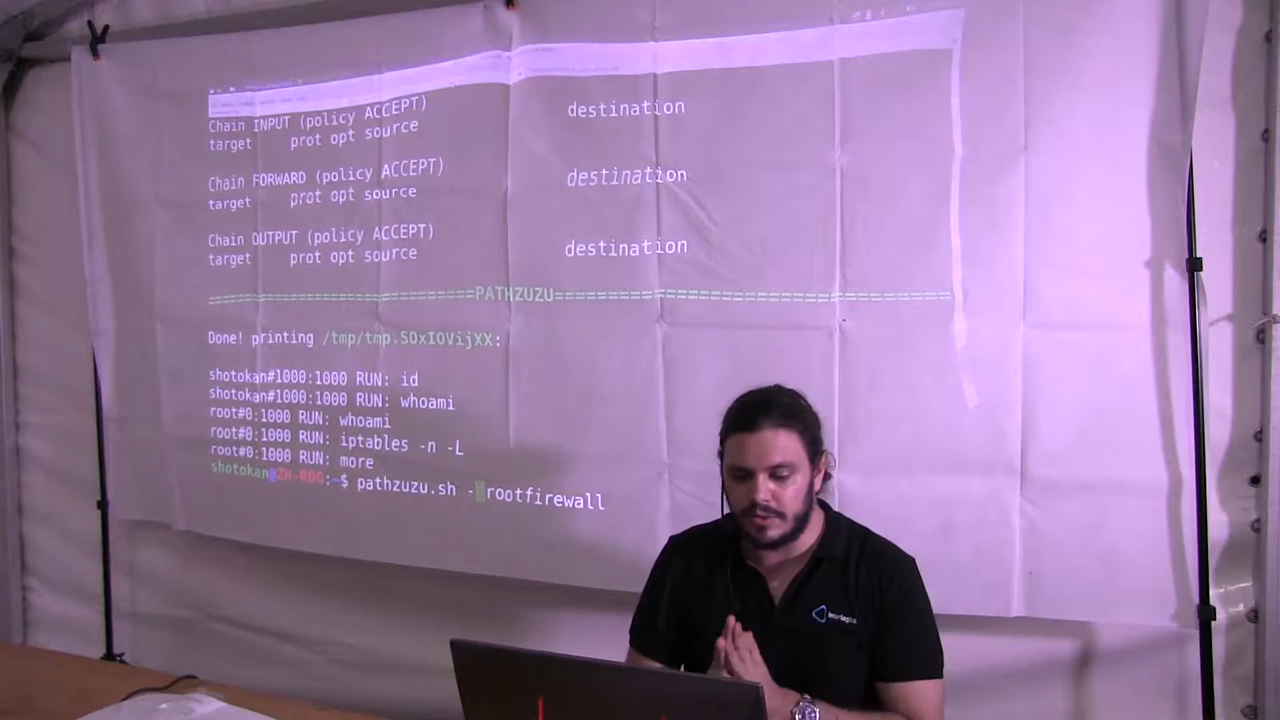 Chain INPUT (policy ACCEPT)
target prot opt source destination
Chain FORWARD (policy ACCEPT)
target prot opt source destination
Chain OUTPUT (policy ACCEPT)
target prot opt source destination
=PATHZUZU=
Done! printing /tmp/tmp.SOxIOVijXX:
shotokan#1000:1000 RUN: id
shotokan#1000:1000 RUN: whoami
root#0:1000 RUN: whoami
root#0:1000 RUN: iptables -n -L
root#0:1000 RUN: more
shotokan@ZH-ROG:~$ pathzuzu.sh - rootfirewall